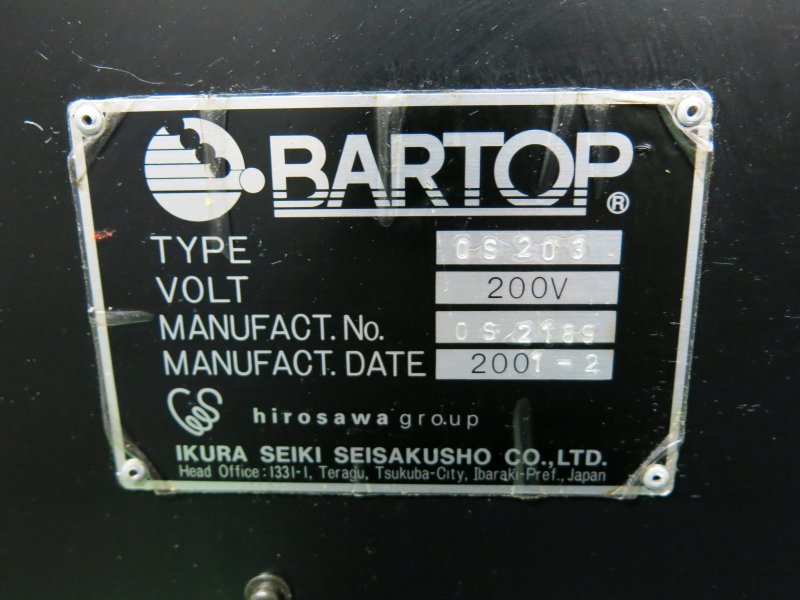 BARTOP®
TYPE OS203
VOLT 200V
MANUFACT.No. OS2189
MANUFACT.DATE 2001-2
hirosawa group
IKURA SEIKI SEISAKUSHO CO.,LTD.
Head Office:1331-1, Teragu, Tsukuba-City, Ibaraki-Pref., Japan